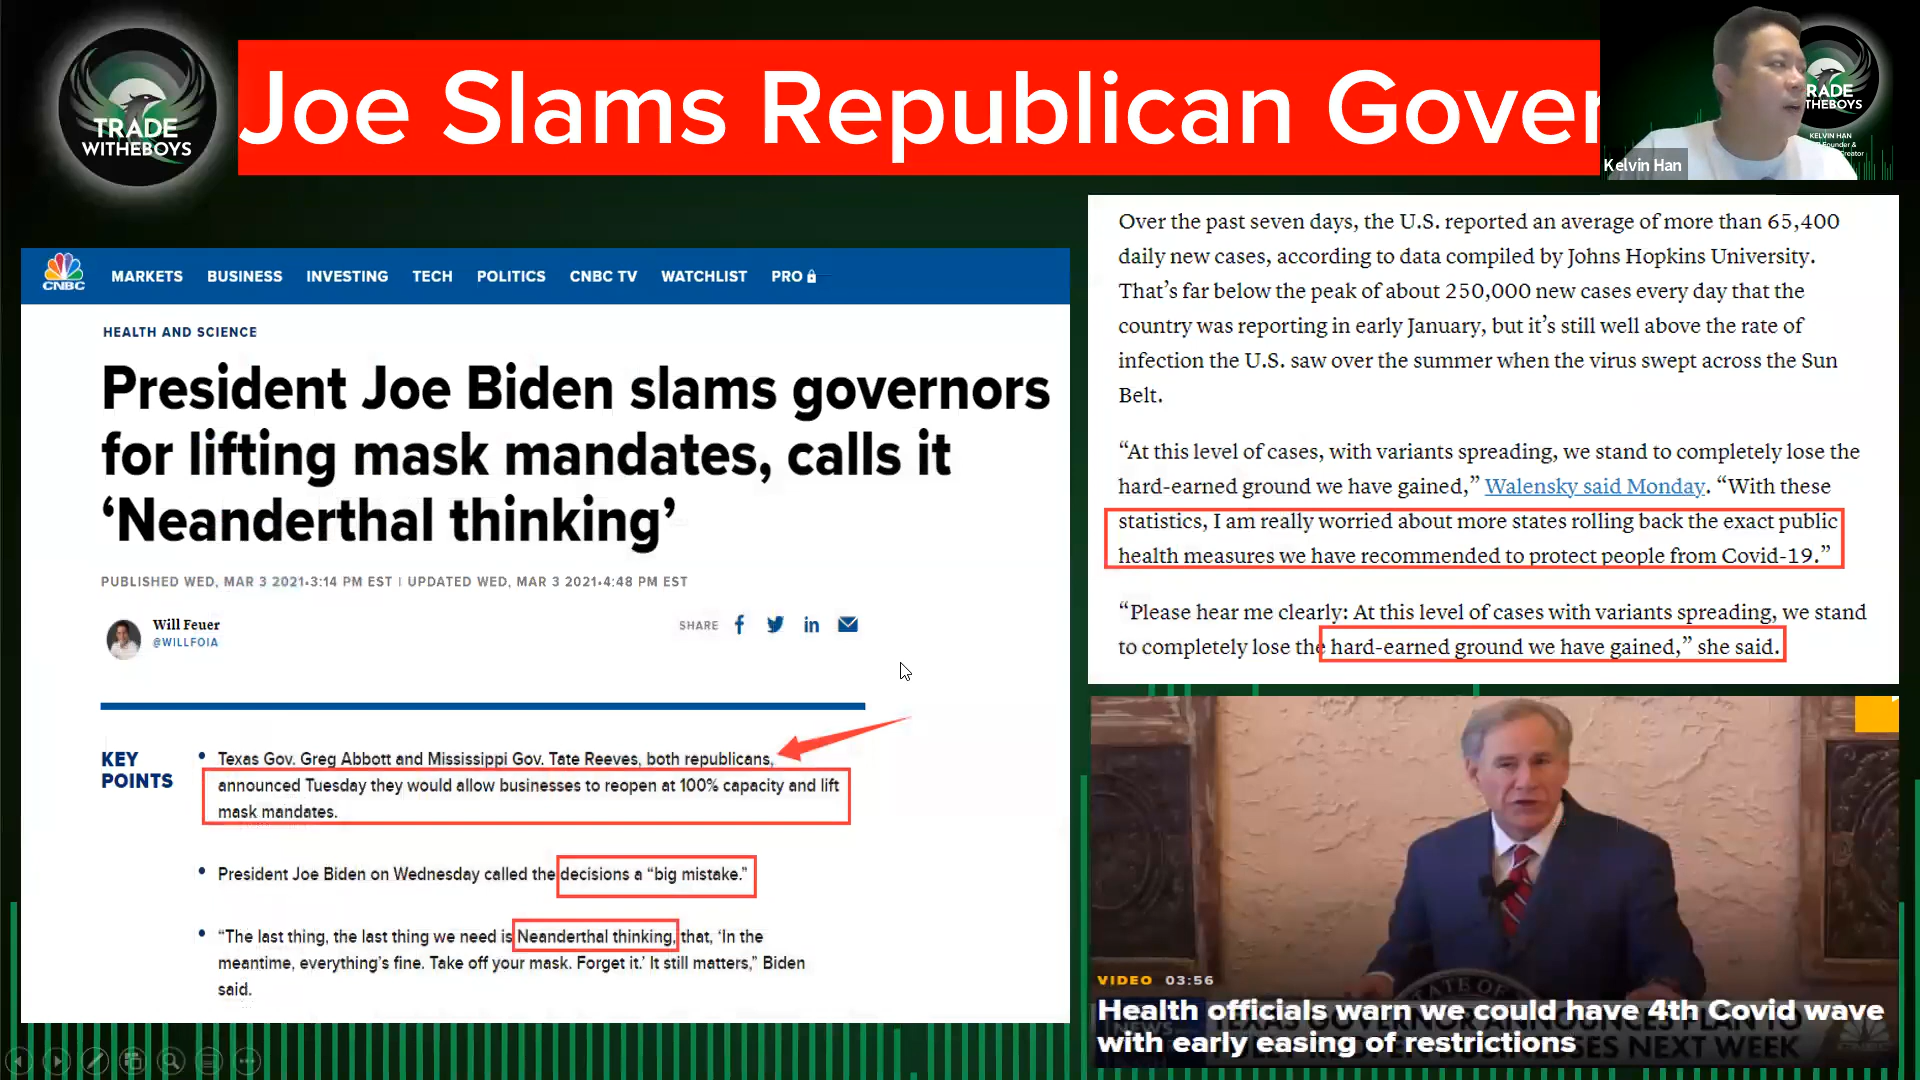 TRADE
WITHEBOYS
Joe Slams Republican Gover
RADE
THEBOYS
KELVIN HAN
Founder &
Kelvin Han
CNBC
MARKETS BUSINESS INVESTING TECH POLITICS CNBC TV WATCHLIST PRO
HEALTH AND SCIENCE
President Joe Biden slams governors
for lifting mask mandates, calls it
‘Neanderthal thinking’
PUBLISHED WED, MAR 3 2021•3:14 PM EST | UPDATED WED, MAR 3 2021•4:48 PM EST
Will Feuer
@WILLFOIA
SHARE
KEY
POINTS
• Texas Gov. Greg Abbott and Mississippi Gov. Tate Reeves, both republicans,
announced Tuesday they would allow businesses to reopen at 100% capacity and lift
mask mandates.
• President Joe Biden on Wednesday called the decisions a “big mistake.”
• “The last thing, the last thing we need is Neanderthal thinking, that, ‘In the
meantime, everything’s fine. Take off your mask. Forget it.’ It still matters,” Biden
said.
Over the past seven days, the U.S. reported an average of more than 65,400
daily new cases, according to data compiled by Johns Hopkins University.
That’s far below the peak of about 250,000 new cases every day that the
country was reporting in early January, but it’s still well above the rate of
infection the U.S. saw over the summer when the virus swept across the Sun
Belt.
“At this level of cases, with variants spreading, we stand to completely lose the
hard-earned ground we have gained,” Walensky said Monday. “With these
statistics, I am really worried about more states rolling back the exact public
health measures we have recommended to protect people from Covid-19.”
“Please hear me clearly: At this level of cases with variants spreading, we stand
to completely lose the hard-earned ground we have gained,” she said.
VIDEO 03:56
Health officials warn we could have 4th Covid wave
with early easing of restrictions